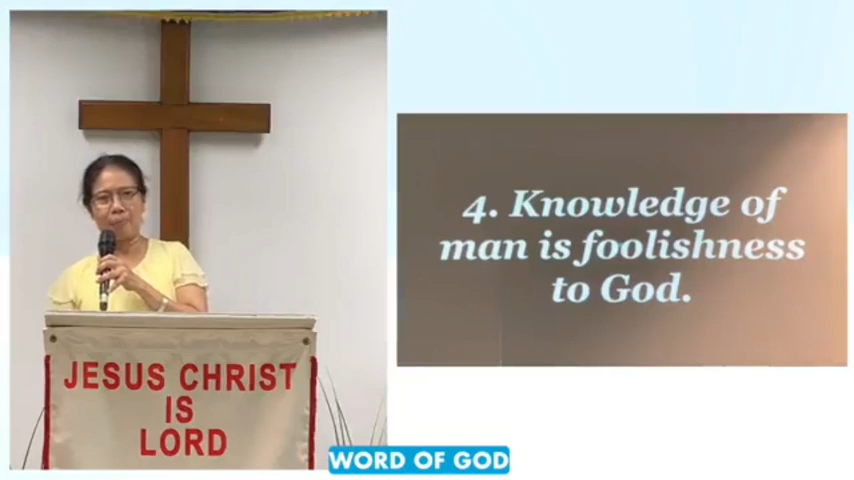 4. Knowledge of
man is foolishness
to God.
JESUS CHRIST
IS
LORD
WORD OF GOD